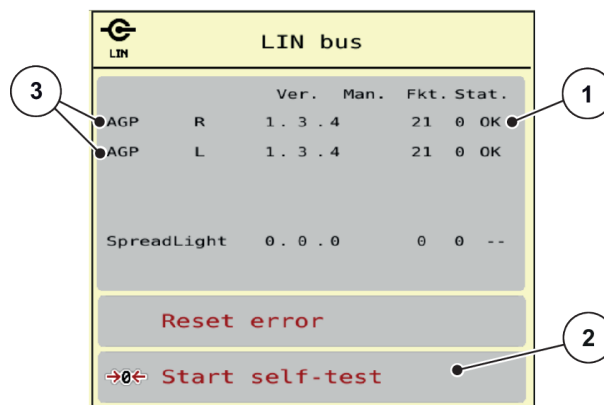 LIN
LIN bus
Ver. Man. Fkt. Stat.
3
1
AGP R 1.3.4 21 0 OK
AGP L 1.3.4 21 0 OK
SpreadLight 0.0.0 0 0 --
Reset error
2
→0← Start self-test